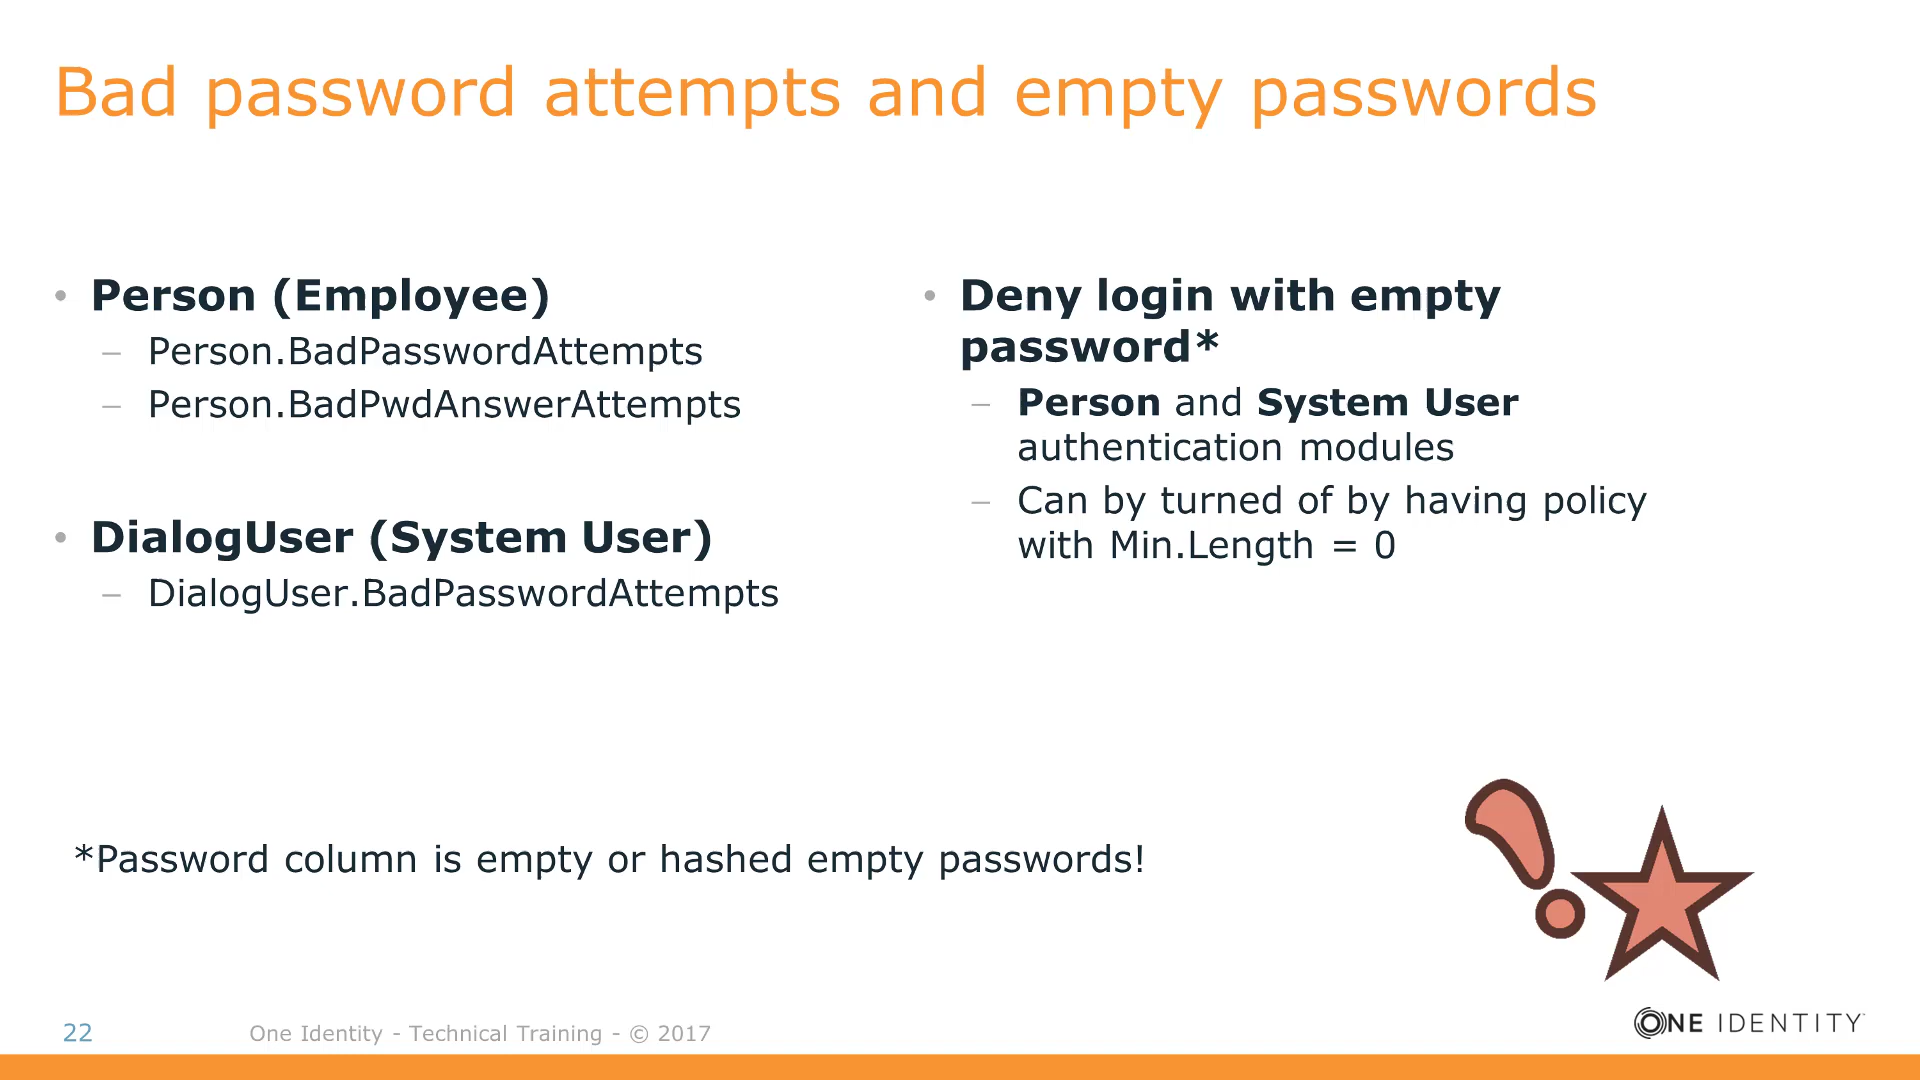 Bad password attempts and empty passwords
• Person (Employee)
– Person.BadPasswordAttempts
– Person.BadPwdAnswerAttempts
• DialogUser (System User)
– DialogUser.BadPasswordAttempts
• Deny login with empty
password*
– Person and System User
authentication modules
– Can by turned of by having policy
with Min.Length = 0
*Password column is empty or hashed empty passwords!
22
One Identity - Technical Training - © 2017
ONE IDENTITY